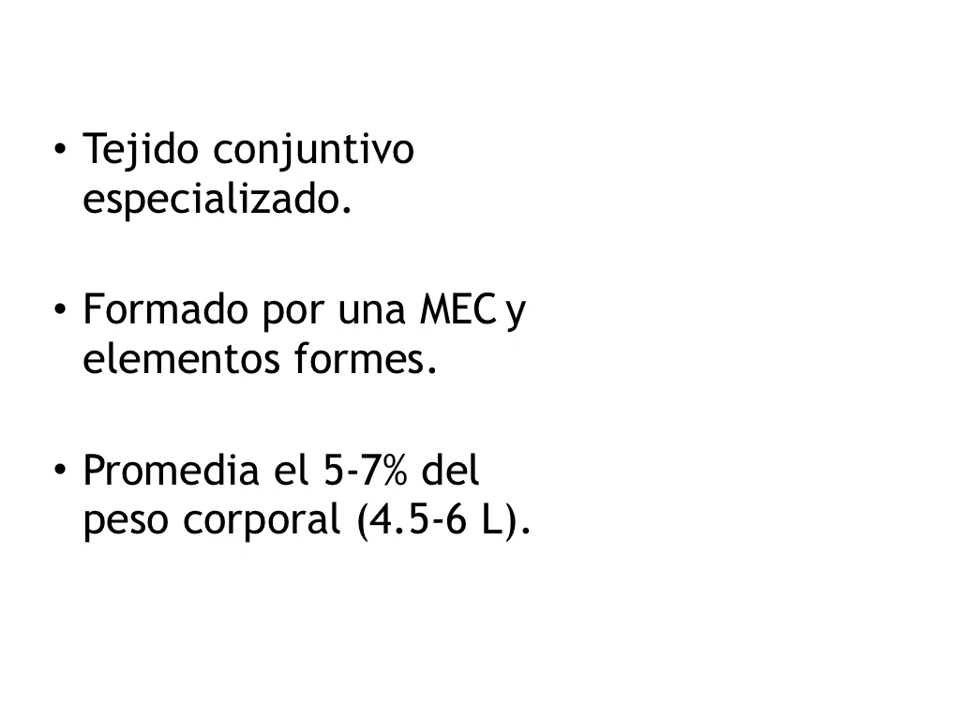 • Tejido conjuntivo
especializado.
• Formado por una MEC y
elementos formes.
• Promedia el 5-7% del
peso corporal (4.5-6 L).